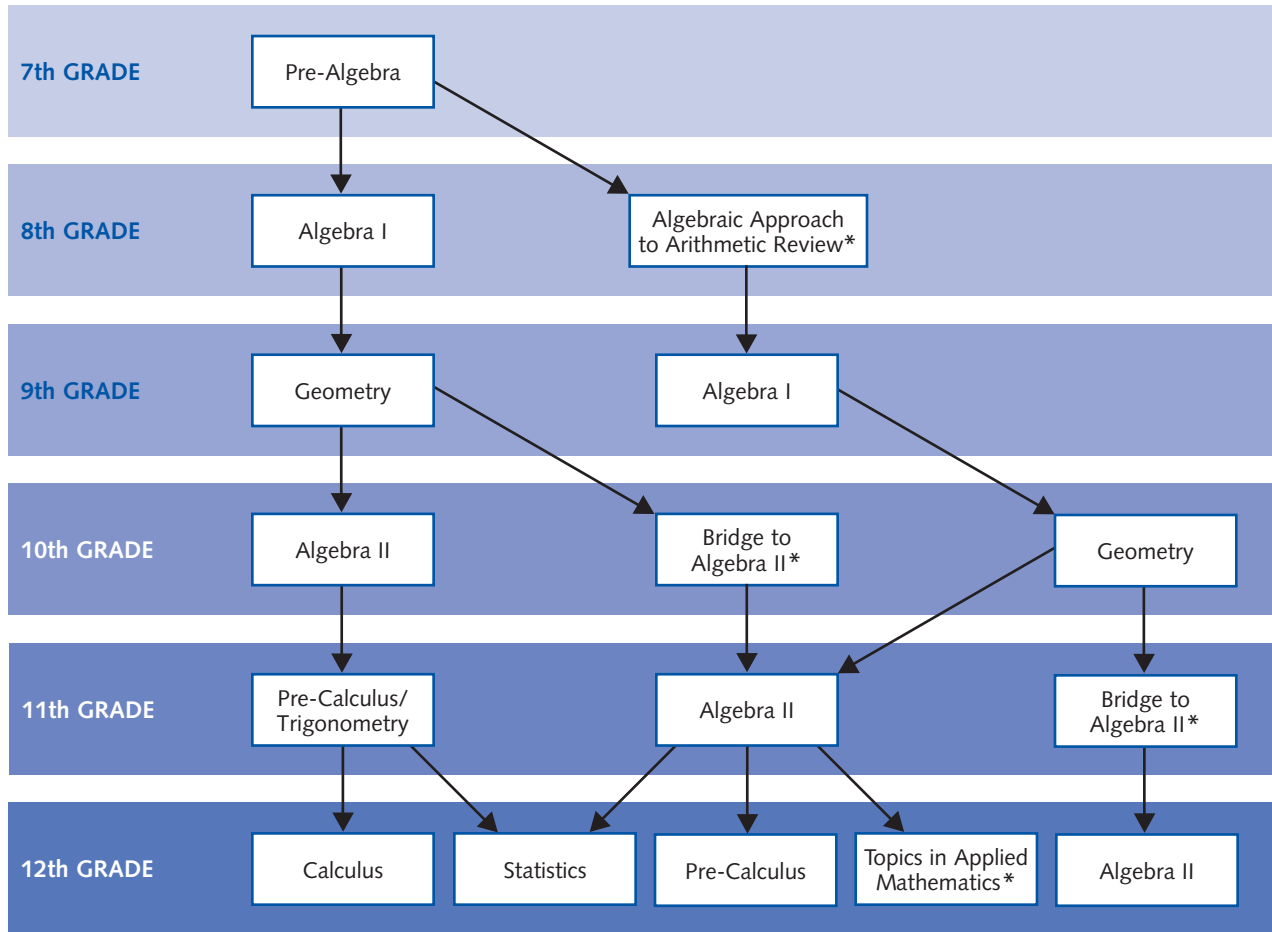 7th GRADE
Pre-Algebra
8th GRADE
Algebra I
Algebraic Approach
to Arithmetic Review*
9th GRADE
Geometry
Algebra I
10th GRADE
Algebra II
Bridge to
Algebra II*
Geometry
11th GRADE
Pre-Calculus/
Trigonometry
Algebra II
Bridge to
Algebra II*
12th GRADE
Calculus
Statistics
Pre-Calculus
Topics in Applied
Mathematics*
Algebra II